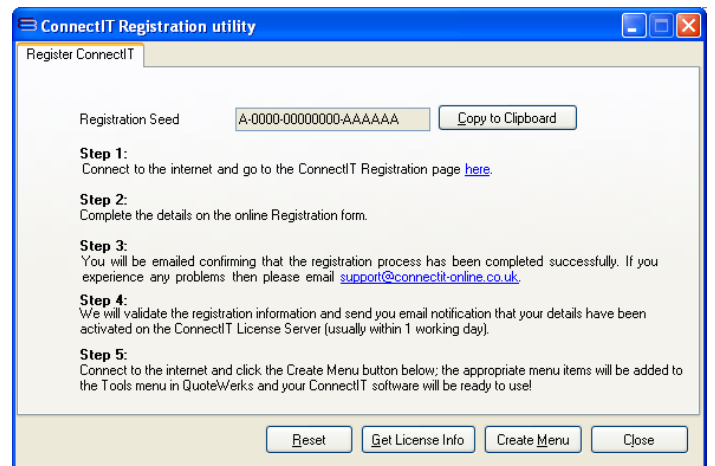 ConnectIT Registration utility
Register ConnectIT
Registration Seed A-0000-00000000-AAAAAA Copy to Clipboard
Step 1:
Connect to the internet and go to the ConnectIT Registration page here.
Step 2:
Complete the details on the online Registration form.
Step 3:
You will be emailed confirming that the registration process has been completed successfully. If you
experience any problems then please email support@connectit-online.co.uk.
Step 4:
We will validate the registration information and send you email notification that your details have been
activated on the ConnectIT License Server (usually within 1 working day).
Step 5:
Connect to the internet and click the Create Menu button below; the appropriate menu items will be added to
the Tools menu in QuoteWerks and your ConnectIT software will be ready to use!
Reset Get License Info Create Menu Close